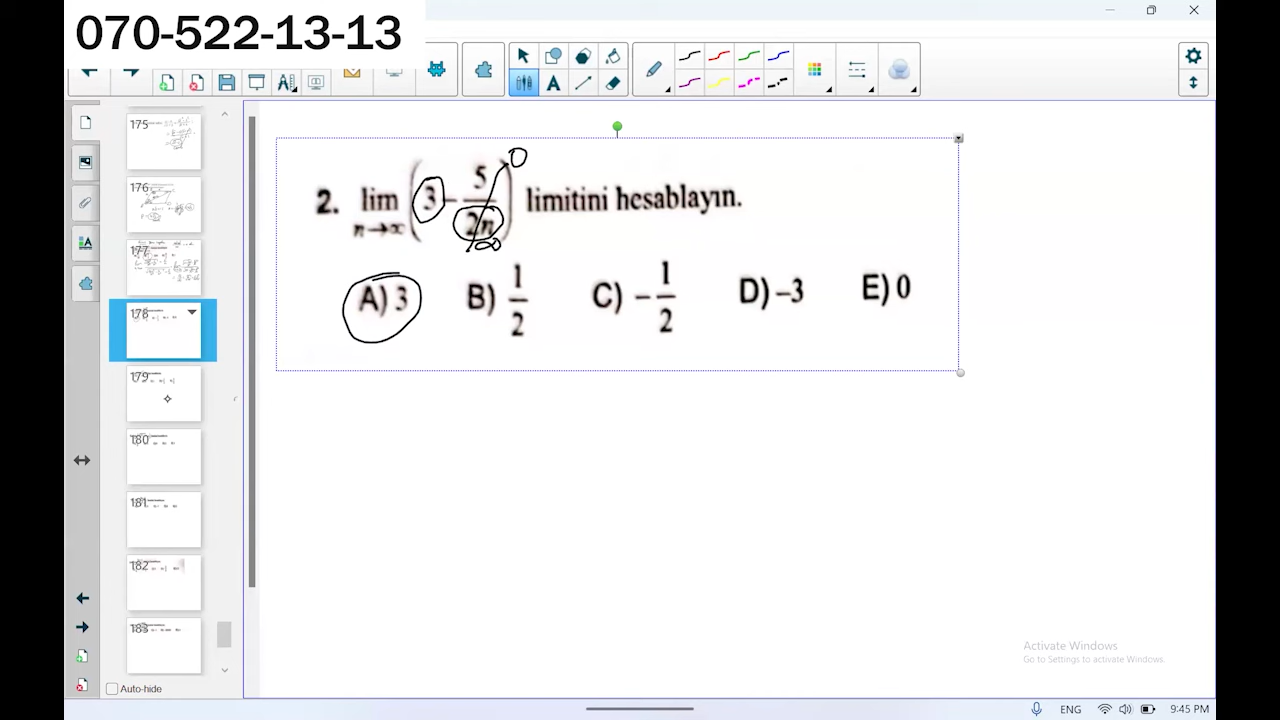 070-522-13-13
175
176
177
178
179
180
181
182
183
2. lim n→x (3 - 5/2n) limitini hesablayın.
0
∞
A) 3 B) 1/2 C) -1/2 D) -3 E) 0
Activate Windows
Go to Settings to activate Windows.
Auto-hide
ENG 9:45 PM